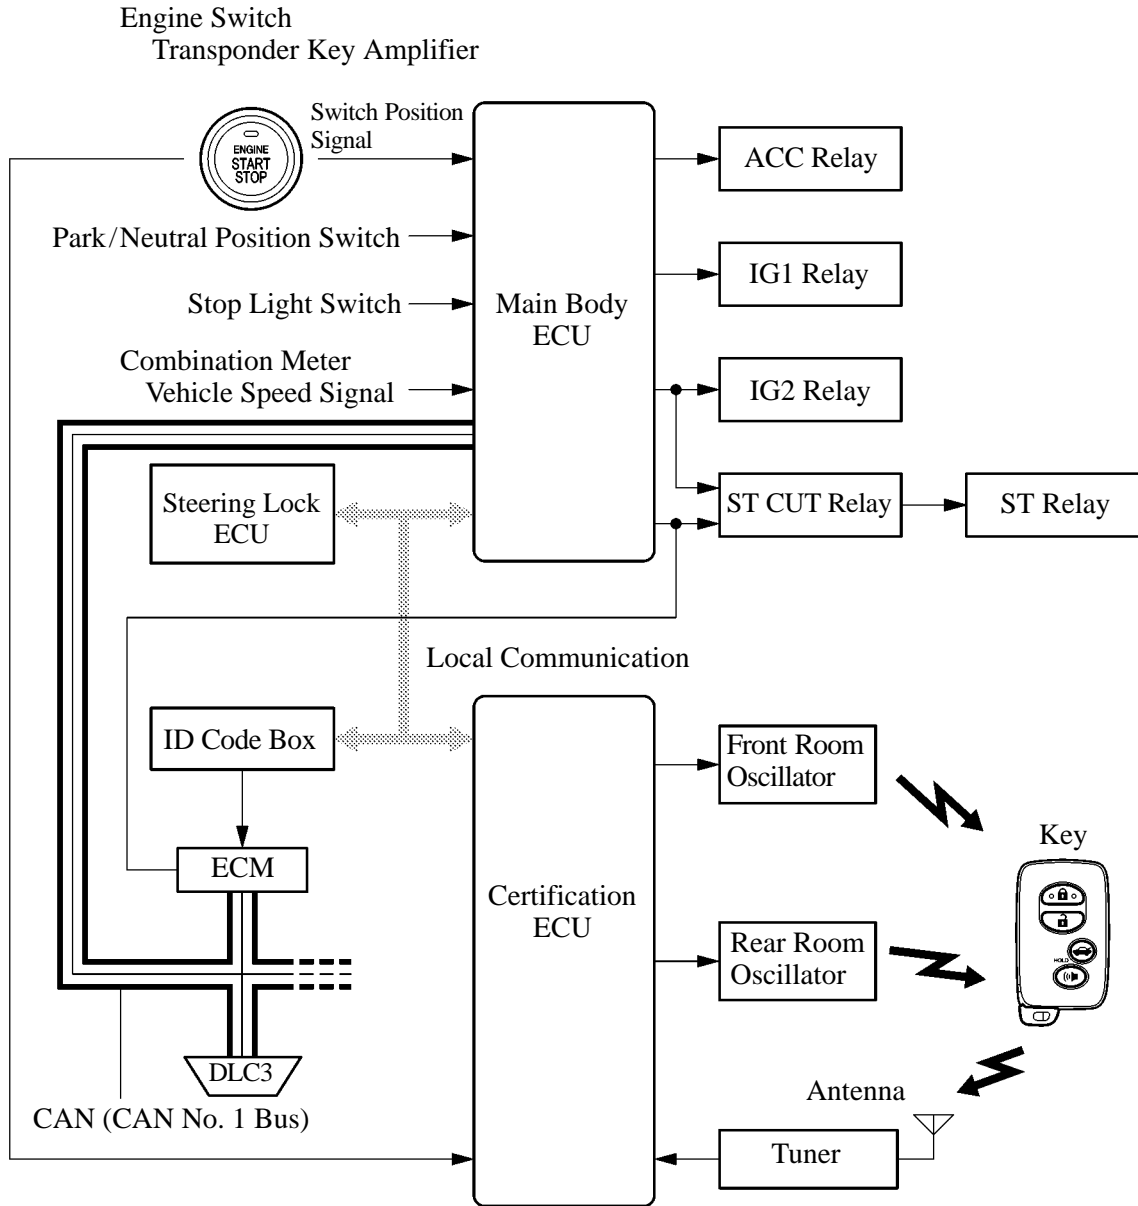 Engine Switch
Transponder Key Amplifier
Switch Position
Signal
ENGINE
START
STOP
ACC Relay
Park/Neutral Position Switch
IG1 Relay
Stop Light Switch
Main Body
ECU
Combination Meter
Vehicle Speed Signal
IG2 Relay
Steering Lock
ECU
ST CUT Relay
ST Relay
Local Communication
ID Code Box
Front Room
Oscillator
Key
ECM
Certification
ECU
Rear Room
Oscillator
HOLD
DLC3
CAN (CAN No. 1 Bus)
Antenna
Tuner